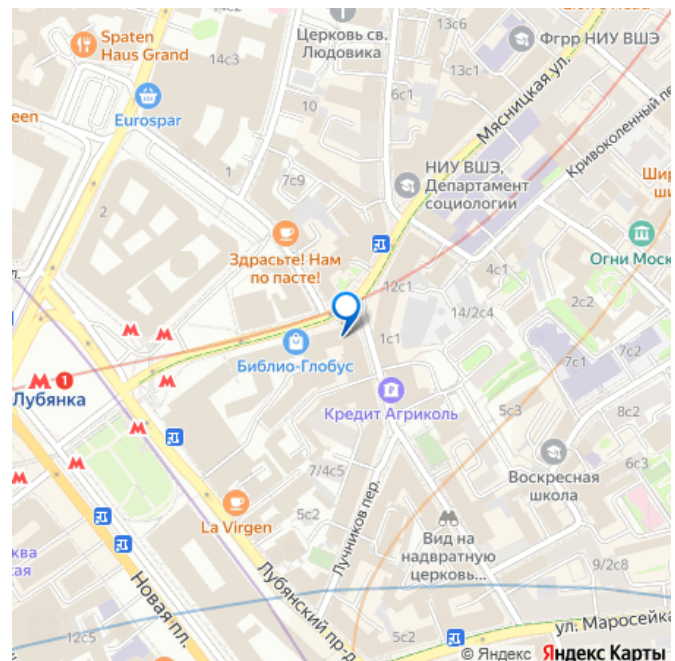 Spaten
Haus Grand
Eurospar
14с3
Церковь св.
Людовика
13с6
13с1
Фгрр НИУ ВШЭ
6с1
10
Мясницкая ул.
Кривоколенный
1
7с9
2
НИУ ВШЭ,
Департамент
социологии
Здрасьте! Нам
по пасте!
Огни Моск
4с1
12с1
2с2
14/2с4
1с1
7с2
Библио-Глобус
1
Лубянка
Кредит Агриколь
5с3
8с2
7/4с5
Воскресная
школа
6с3
La Virgen
5с2
Лучников пер.
Вид на
надвратную
церковь...
9/2с8
Новая пл.
Лубянский пр-д
12с5
5с2
ул. Маросейка
© Яндекс Яндекс Карты